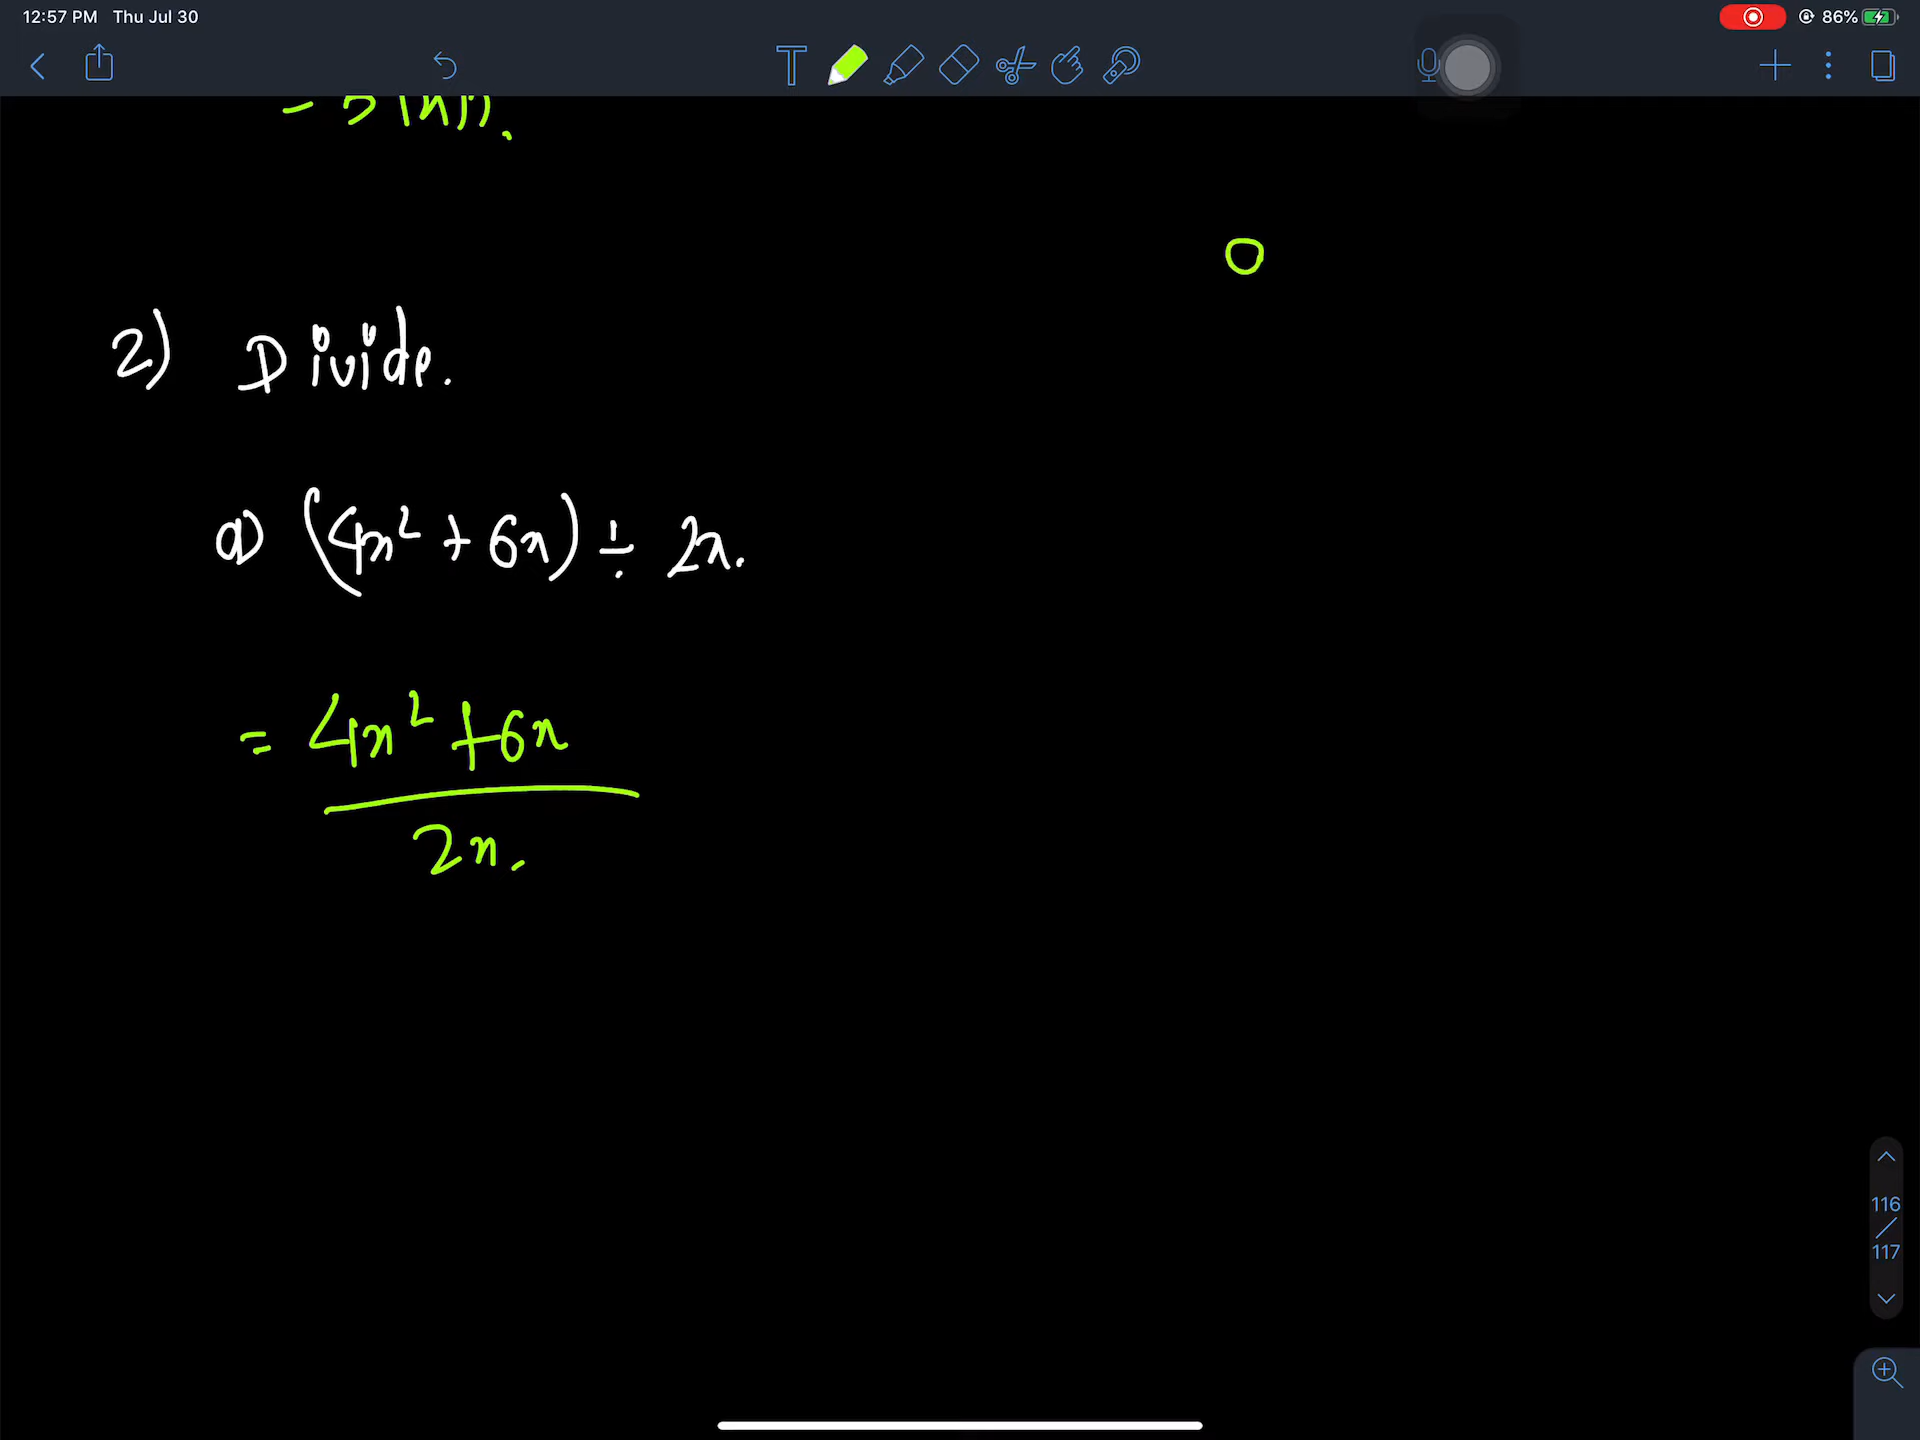 12:57 PM Thu Jul 30
86%
2) Divide.
a) (4x² + 6x) ÷ 2x.
= 4x² + 6x
2x.
116
117